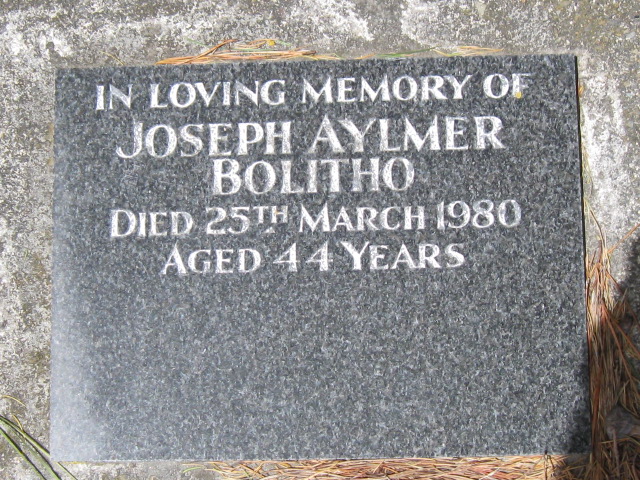 IN LOVING MEMORY OF
JOSEPH AYLMER
BOLITHO
DIED 25TH MARCH 1980
AGED 44 YEARS